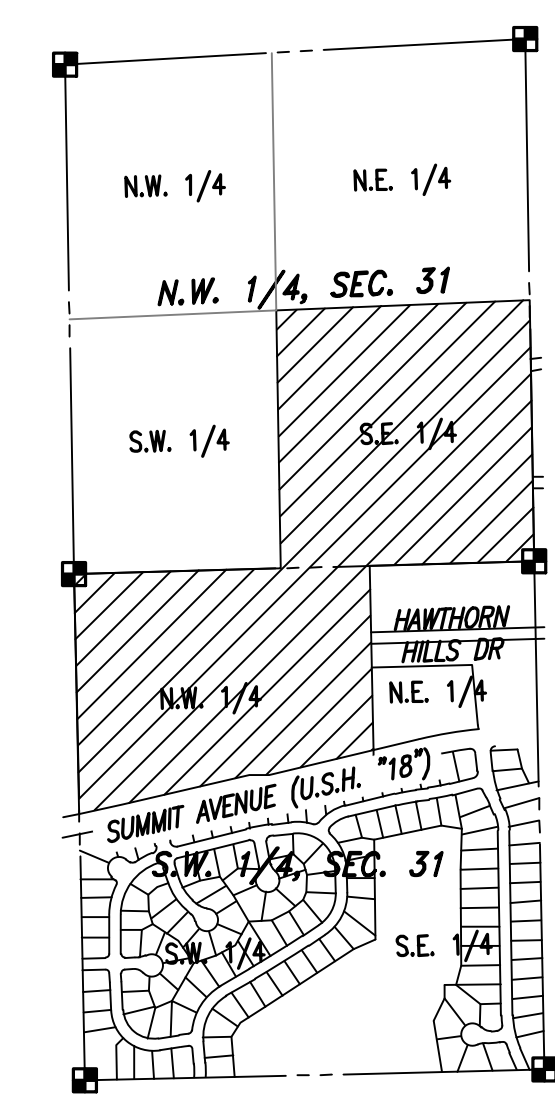 N.W. 1/4
N.E. 1/4
N.W. 1/4, SEC. 31
S.W. 1/4
S.E. 1/4
HAWTHORN
HILLS DR
N.W. 1/4
N.E. 1/4
SUMMIT AVENUE (U.S.H. "18")
S.W. 1/4, SEC. 31
S.W. 1/4
S.E. 1/4